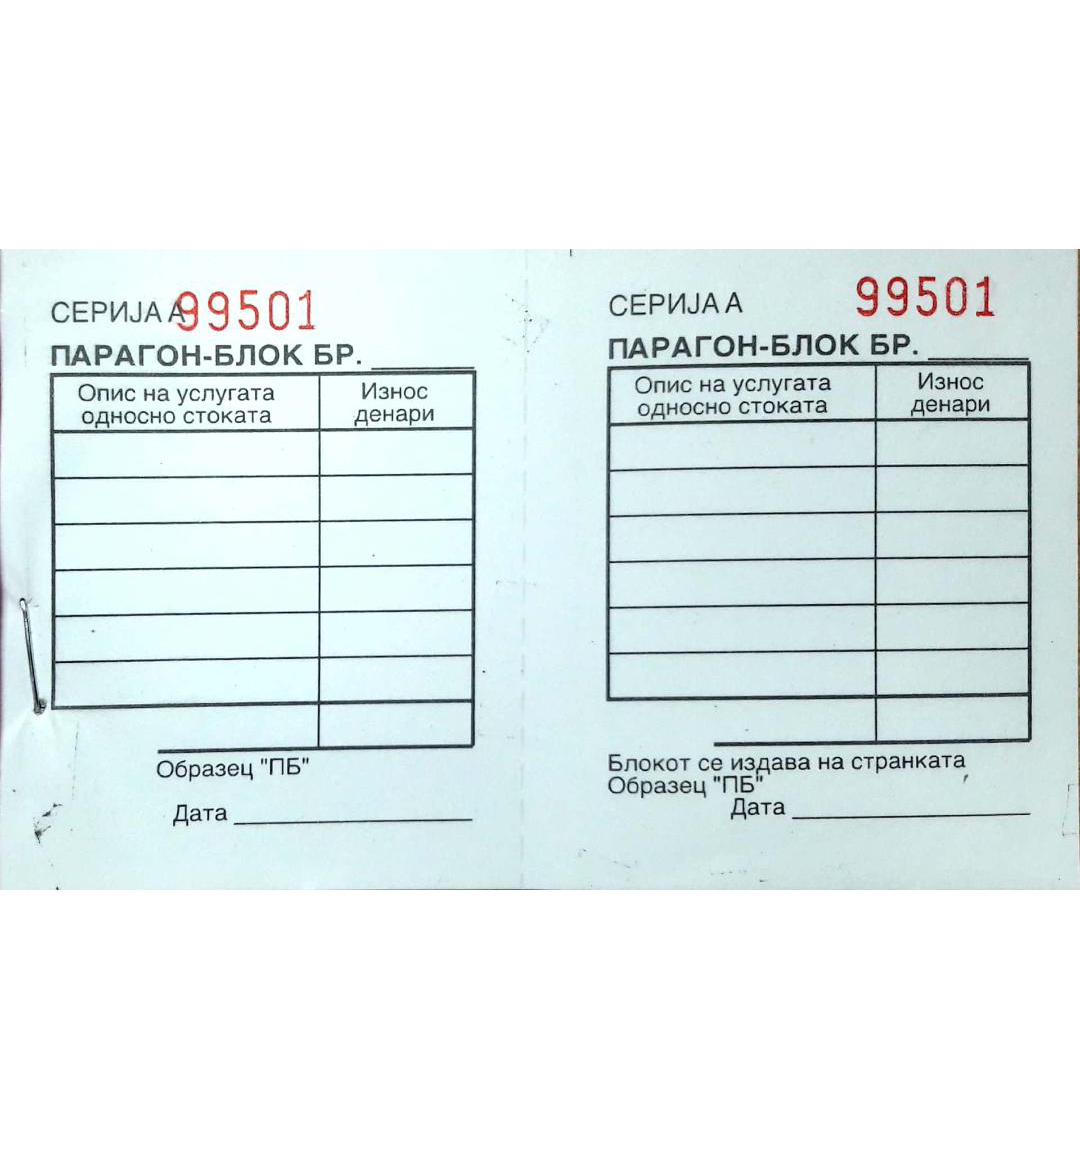 СЕРИЈА А 99501
ПАРАГОН-БЛОК БР.
Опис на услугата
односно стоката
Износ
денари
Образец "ПБ"
Дата
СЕРИЈА А 99501
ПАРАГОН-БЛОК БР.
Опис на услугата
односно стоката
Износ
денари
Блокот се издава на странката
Образец "ПБ"
Дата